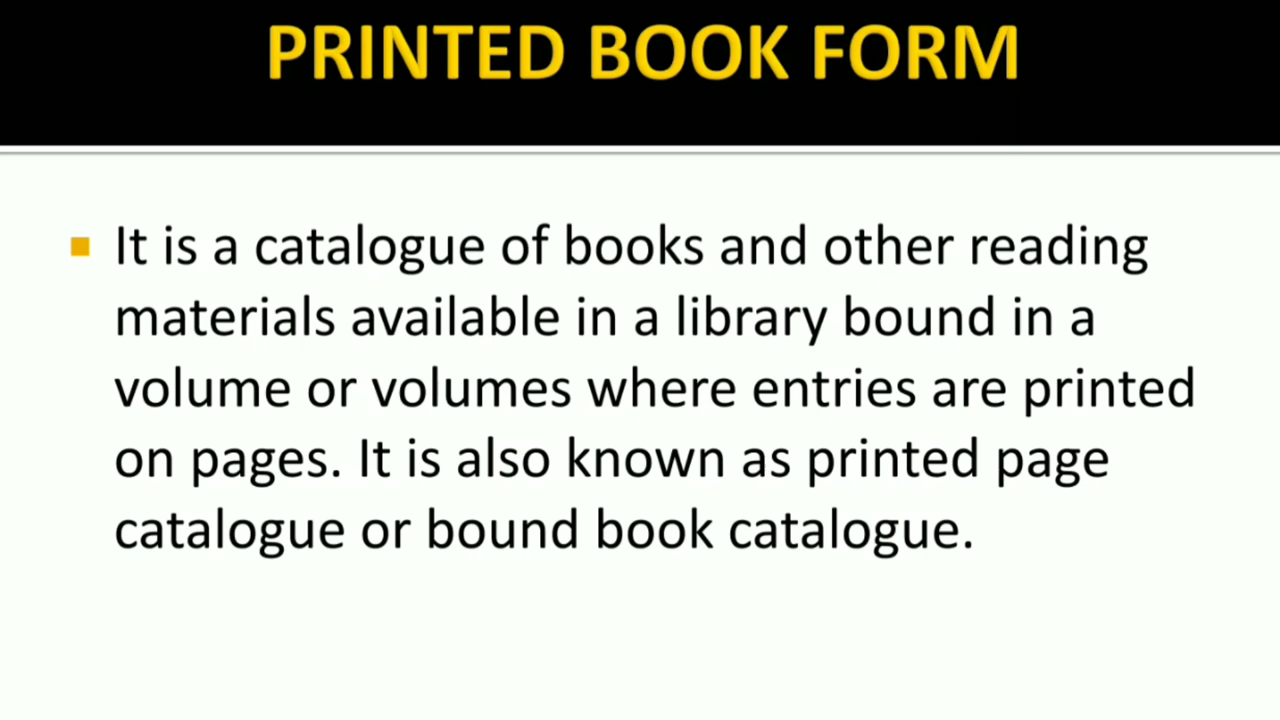 PRINTED BOOK FORM
It is a catalogue of books and other reading
materials available in a library bound in a
volume or volumes where entries are printed
on pages. It is also known as printed page
catalogue or bound book catalogue.